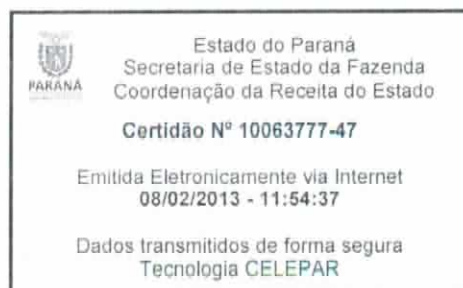 PARANÁ
Estado do Paraná
Secretaria de Estado da Fazenda
Coordenação da Receita do Estado
Certidão Nº 10063777-47
Emitida Eletronicamente via Internet
08/02/2013 - 11:54:37
Dados transmitidos de forma segura
Tecnologia CELEPAR